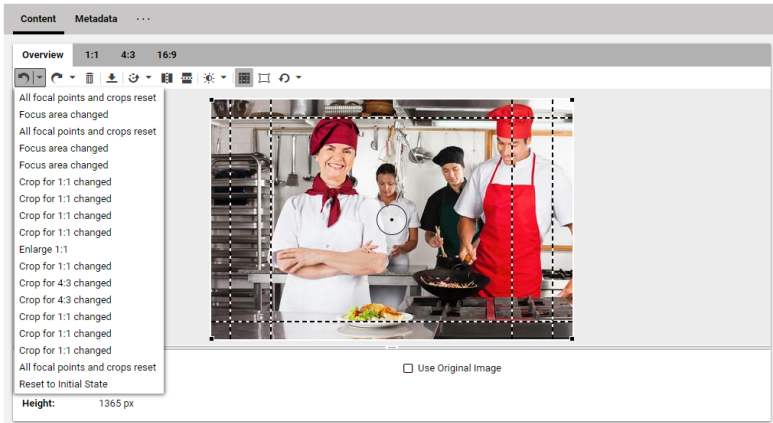 Content Metadata ···
Overview 1:1 4:3 16:9
All focal points and crops reset
Focus area changed
All focal points and crops reset
Focus area changed
Focus area changed
Crop for 1:1 changed
Crop for 1:1 changed
Crop for 1:1 changed
Crop for 1:1 changed
Enlarge 1:1
Crop for 1:1 changed
Crop for 4:3 changed
Crop for 4:3 changed
Crop for 1:1 changed
Crop for 1:1 changed
Crop for 1:1 changed
All focal points and crops reset
Reset to Initial State
Use Original Image
Height: 1365 px